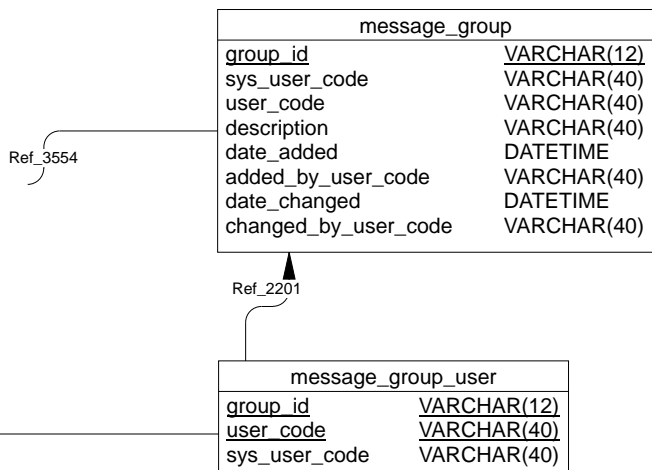 message_group
group_id VARCHAR(12)
sys_user_code VARCHAR(40)
user_code VARCHAR(40)
description VARCHAR(40)
date_added DATETIME
added_by_user_code VARCHAR(40)
date_changed DATETIME
changed_by_user_code VARCHAR(40)
Ref_3554
Ref_2201
message_group_user
group_id VARCHAR(12)
user_code VARCHAR(40)
sys_user_code VARCHAR(40)